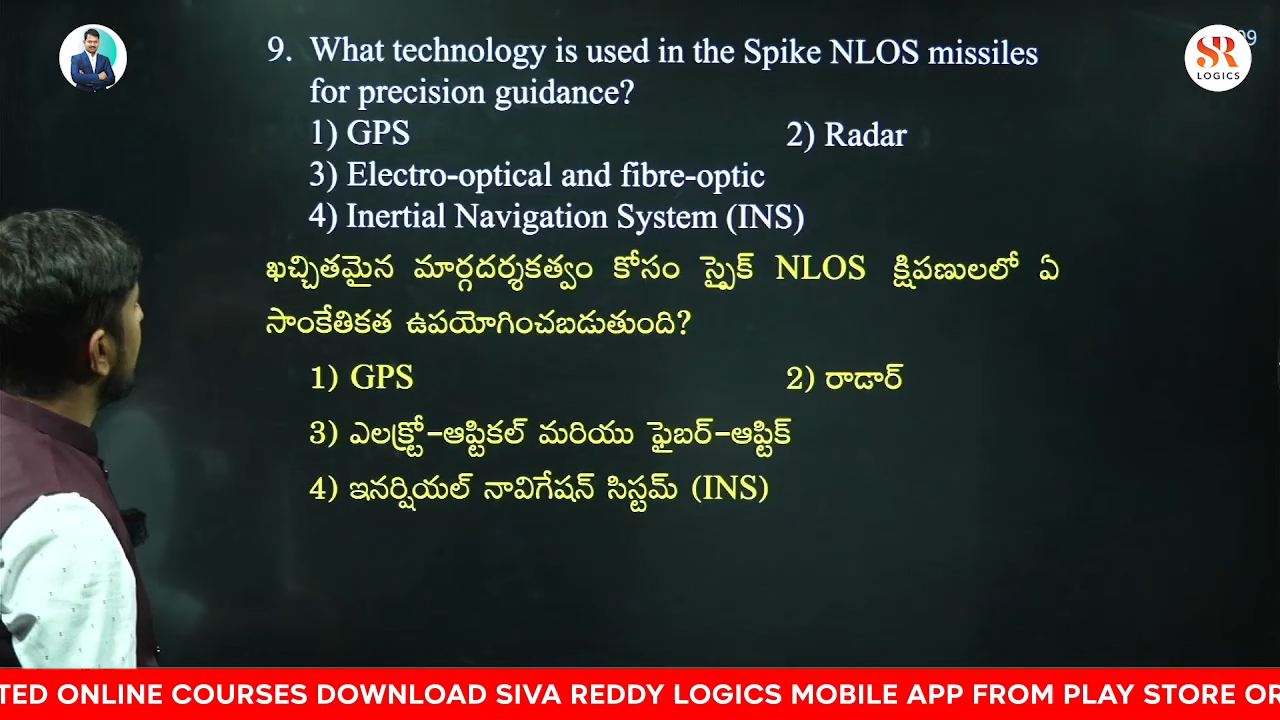 9. What technology is used in the Spike NLOS missiles
for precision guidance?
1) GPS 2) Radar
3) Electro-optical and fibre-optic
4) Inertial Navigation System (INS)
ఖచ్చితమైన మార్గదర్శకత్వం కోసం స్పైక్ NLOS క్షిపణులలో ఏ
సాంకేతికత ఉపయోగించబడుతుంది?
1) GPS 2) రాడార్
3) ఎలక్ట్రో-ఆప్టికల్ మరియు ఫైబర్-ఆప్టిక్
4) ఇనర్షియల్ నావిగేషన్ సిస్టమ్ (INS)
SR
LOGICS
TED ONLINE COURSES DOWNLOAD SIVA REDDY LOGICS MOBILE APP FROM PLAY STORE OR